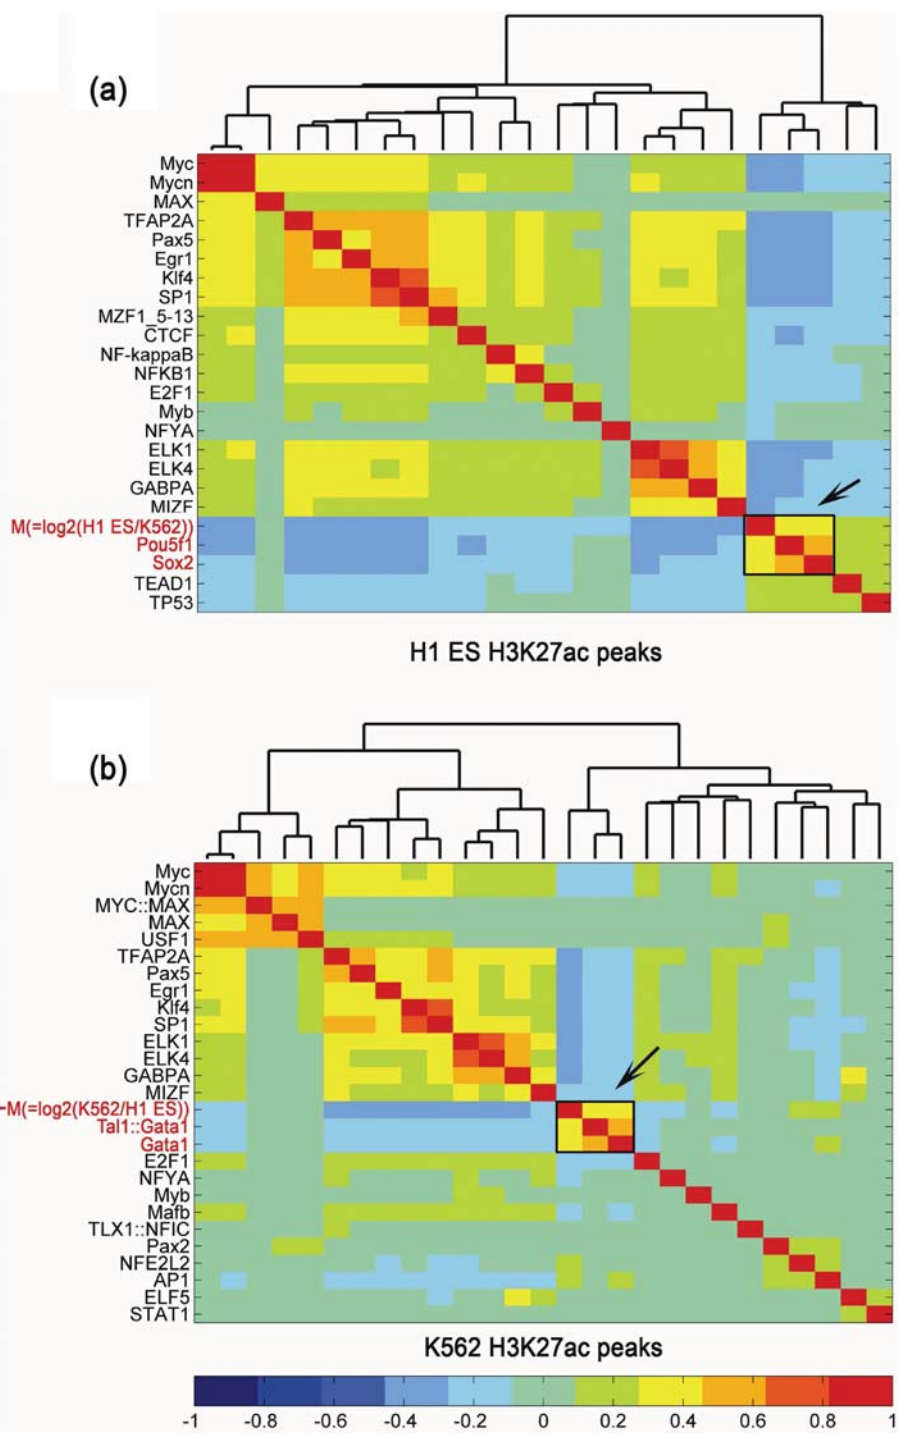 (a)
Myc
Mycn
MAX
TFAP2A
Pax5
Egr1
Klf4
SP1
MZF1_5-13
CTCF
NF-kappaB
NFKB1
E2F1
Myb
NFYA
ELK1
ELK4
GABPA
MIZF
M(=log2(H1 ES/K562))
Pou5f1
Sox2
TEAD1
TP53
H1 ES H3K27ac peaks
(b)
Myc
Mycn
MYC::MAX
MAX
USF1
TFAP2A
Pax5
Egr1
Klf4
SP1
ELK1
ELK4
GABPA
MIZF
-M(=log2(K562/H1 ES))
Tal1::Gata1
Gata1
E2F1
NFYA
Myb
Mafb
TLX1::NFIC
Pax2
NFE2L2
AP1
ELF5
STAT1
K562 H3K27ac peaks
-1 -0.8 -0.6 -0.4 -0.2 0 0.2 0.4 0.6 0.8 1